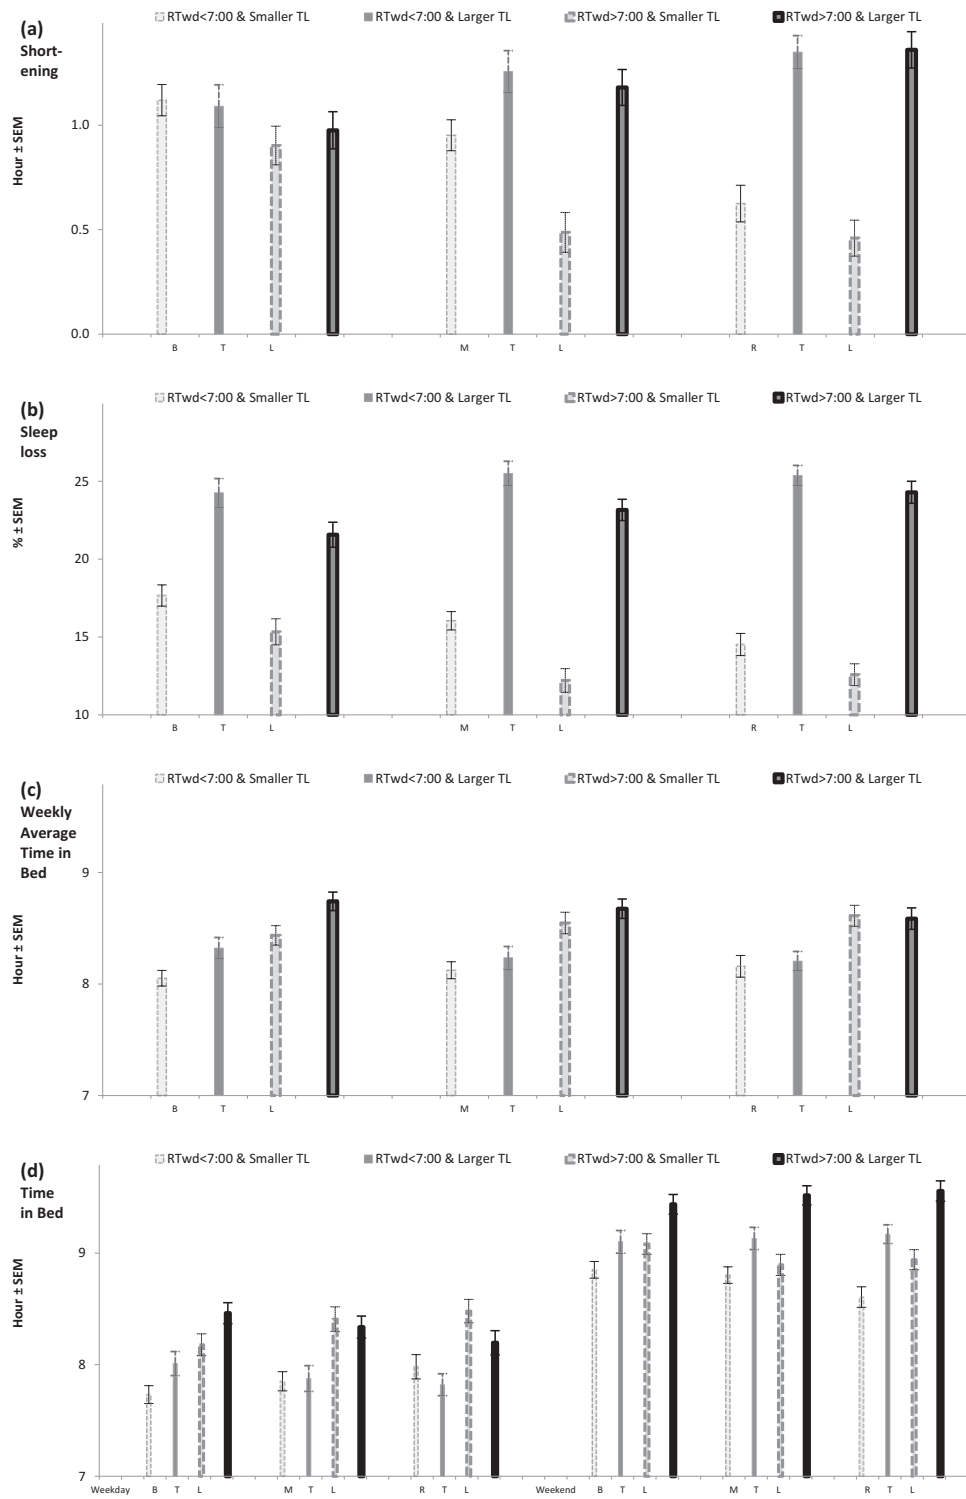 (a)
Short-
ening
RTwd<7:00 & Smaller TL RTwd<7:00 & Larger TL RTwd>7:00 & Smaller TL RTwd>7:00 & Larger TL
Hour ± SEM
1.0
0.5
0.0
B T L M T L R T L
(b)
Sleep
loss
RTwd<7:00 & Smaller TL RTwd<7:00 & Larger TL RTwd>7:00 & Smaller TL RTwd>7:00 & Larger TL
% ± SEM
25
20
15
10
B T L M T L R T L
(c)
Weekly
Average
Time in
Bed
RTwd<7:00 & Smaller TL RTwd<7:00 & Larger TL RTwd>7:00 & Smaller TL RTwd>7:00 & Larger TL
Hour ± SEM
9
8
7
B T L M T L R T L
(d)
Time
in Bed
RTwd<7:00 & Smaller TL RTwd<7:00 & Larger TL RTwd>7:00 & Smaller TL RTwd>7:00 & Larger TL
Hour ± SEM
9
8
7
Weekday B T L M T L R T L Weekend B T L M T L R T L